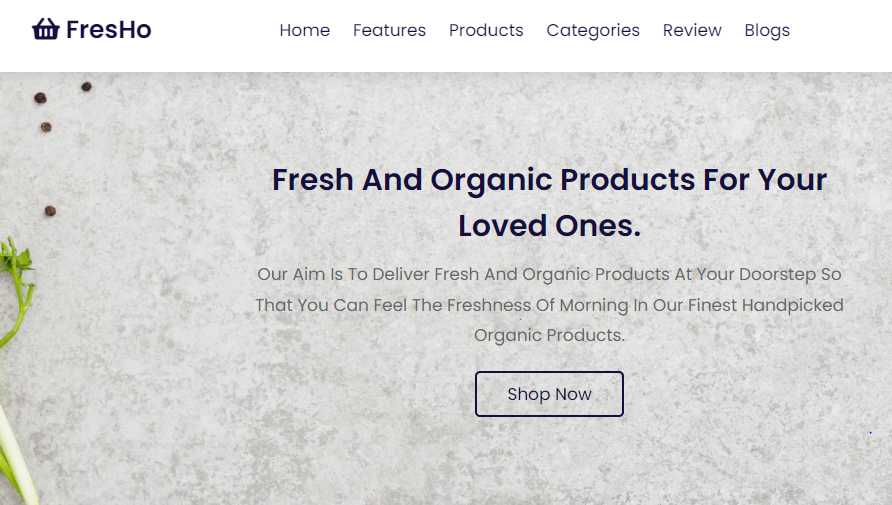 FresHo
Home Features Products Categories Review Blogs
Fresh And Organic Products For Your
Loved Ones.
Our Aim Is To Deliver Fresh And Organic Products At Your Doorstep So
That You Can Feel The Freshness Of Morning In Our Finest Handpicked
Organic Products.
Shop Now